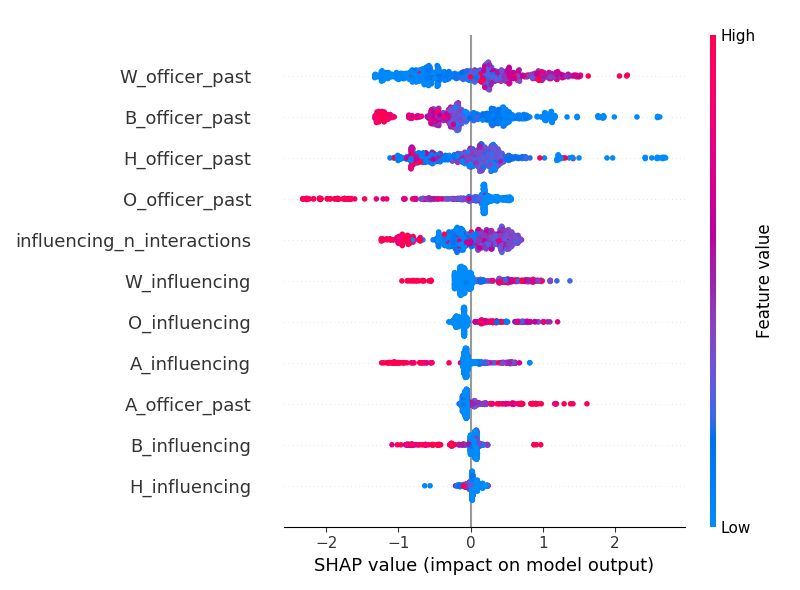 High
W_officer_past
B_officer_past
H_officer_past
O_officer_past
influencing_n_interactions
W_influencing
O_influencing
A_influencing
A_officer_past
B_influencing
H_influencing
Feature value
Low
−2 −1 0 1 2
SHAP value (impact on model output)